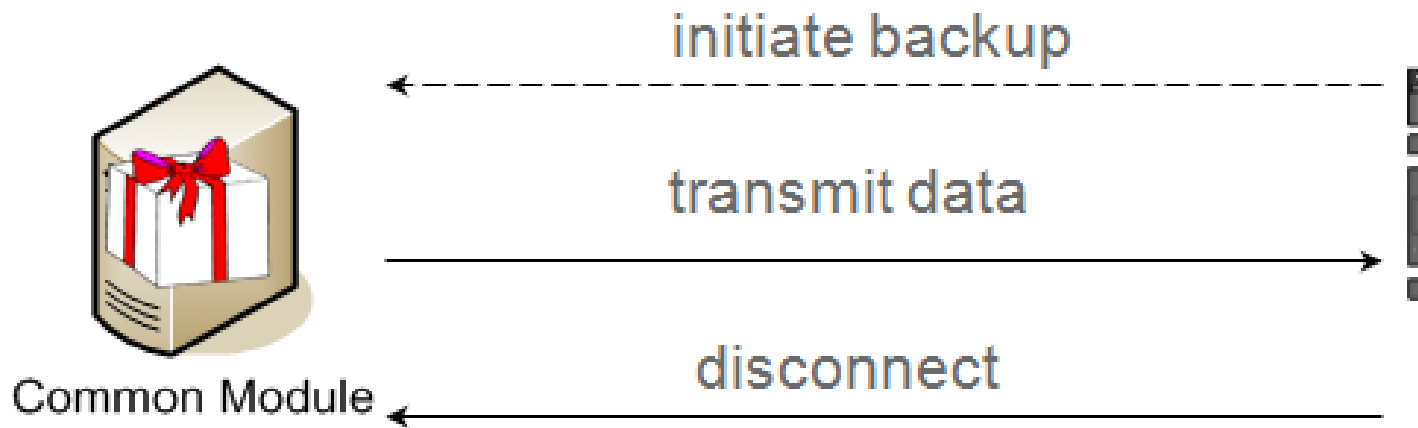 initiate backup
transmit data
disconnect
Common Module